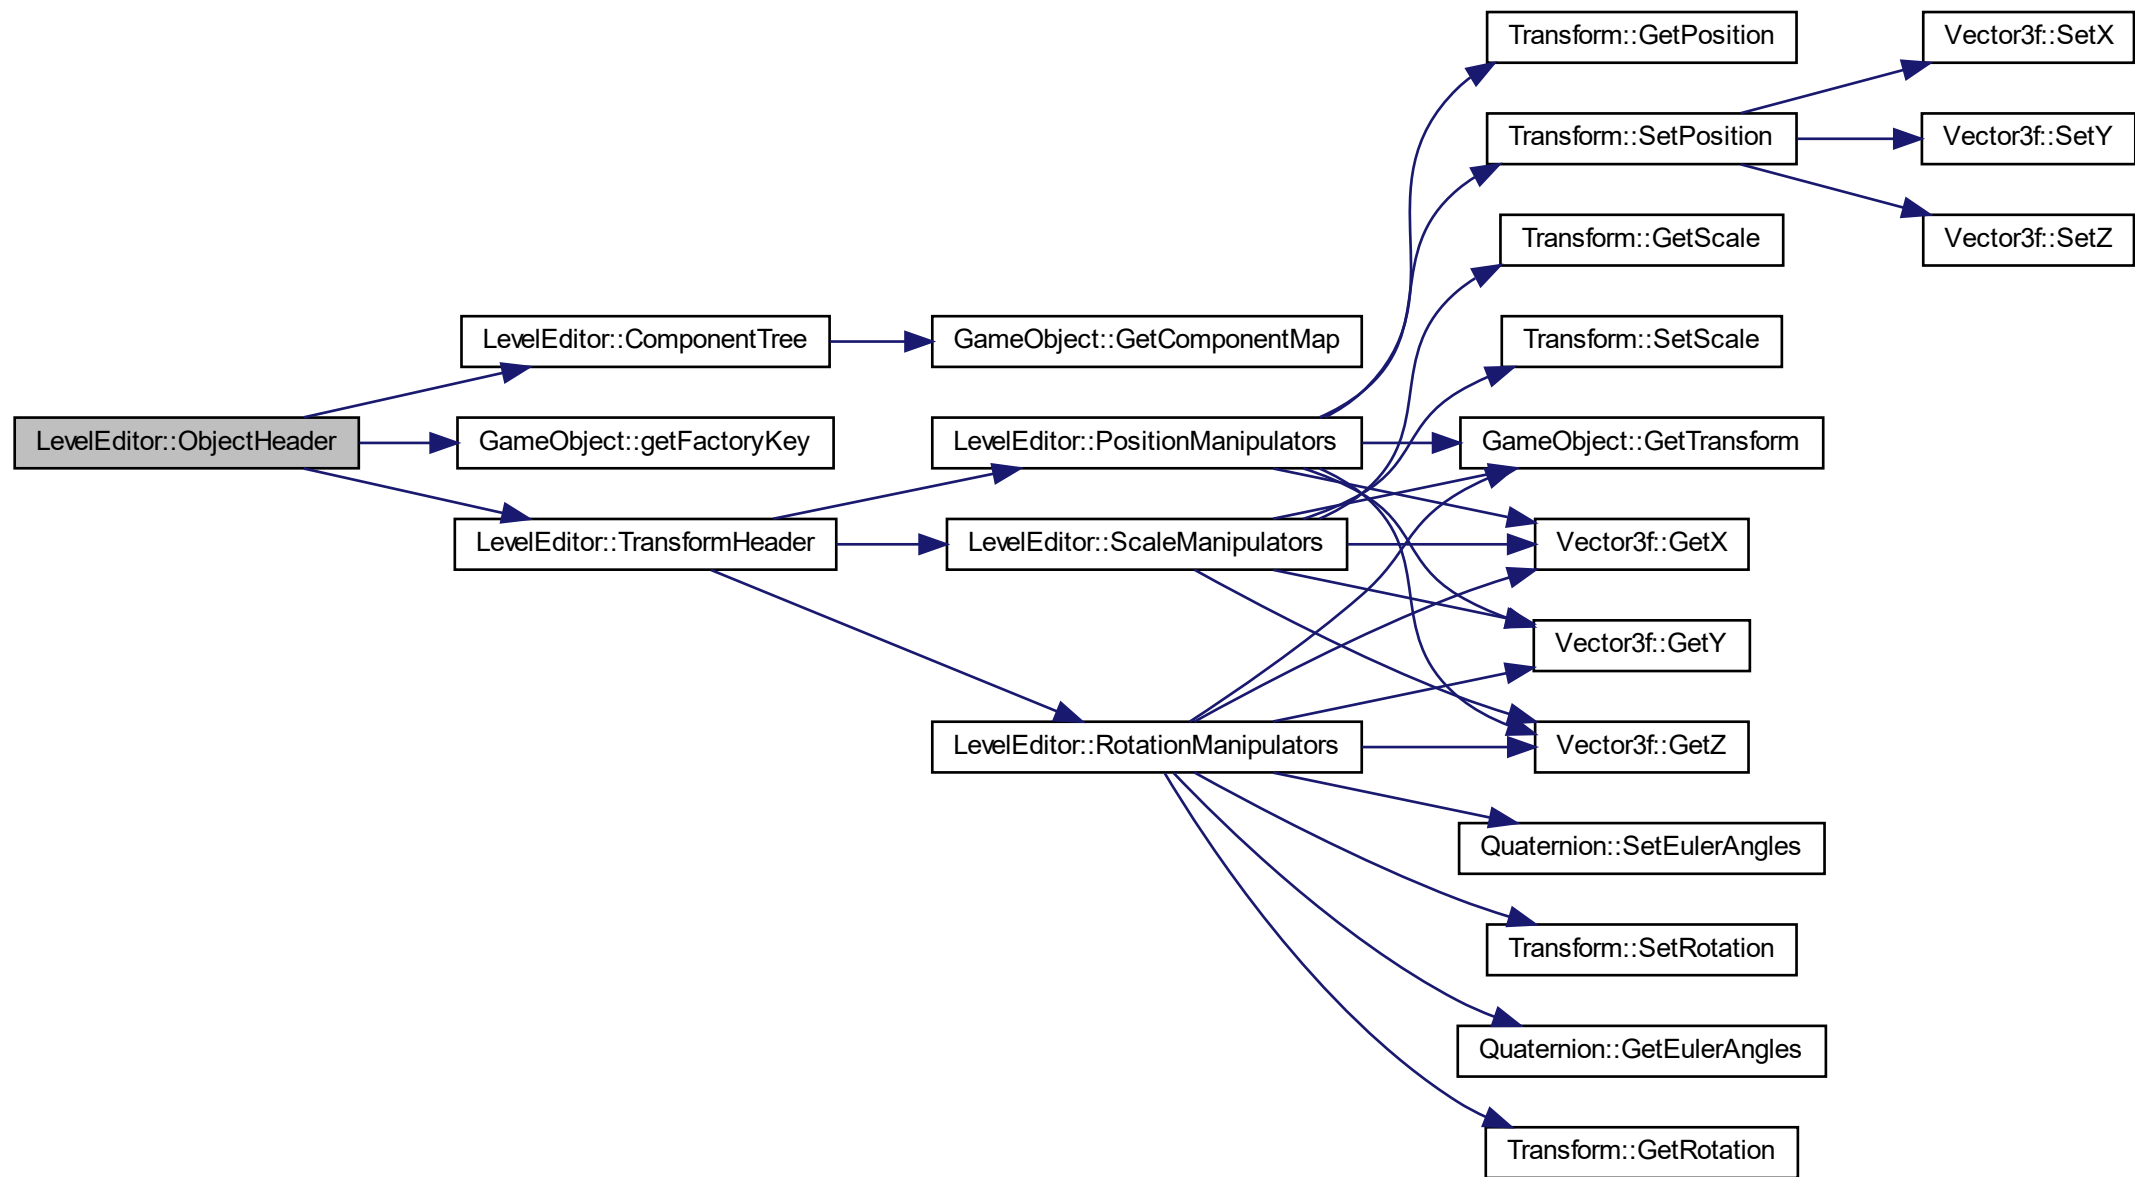 Transform::GetPosition
Vector3f::SetX
Transform::SetPosition
Vector3f::SetY
Transform::GetScale
Vector3f::SetZ
LevelEditor::ComponentTree
GameObject::GetComponentMap
Transform::SetScale
LevelEditor::ObjectHeader
GameObject::getFactoryKey
LevelEditor::PositionManipulators
GameObject::GetTransform
LevelEditor::TransformHeader
LevelEditor::ScaleManipulators
Vector3f::GetX
Vector3f::GetY
LevelEditor::RotationManipulators
Vector3f::GetZ
Quaternion::SetEulerAngles
Transform::SetRotation
Quaternion::GetEulerAngles
Transform::GetRotation